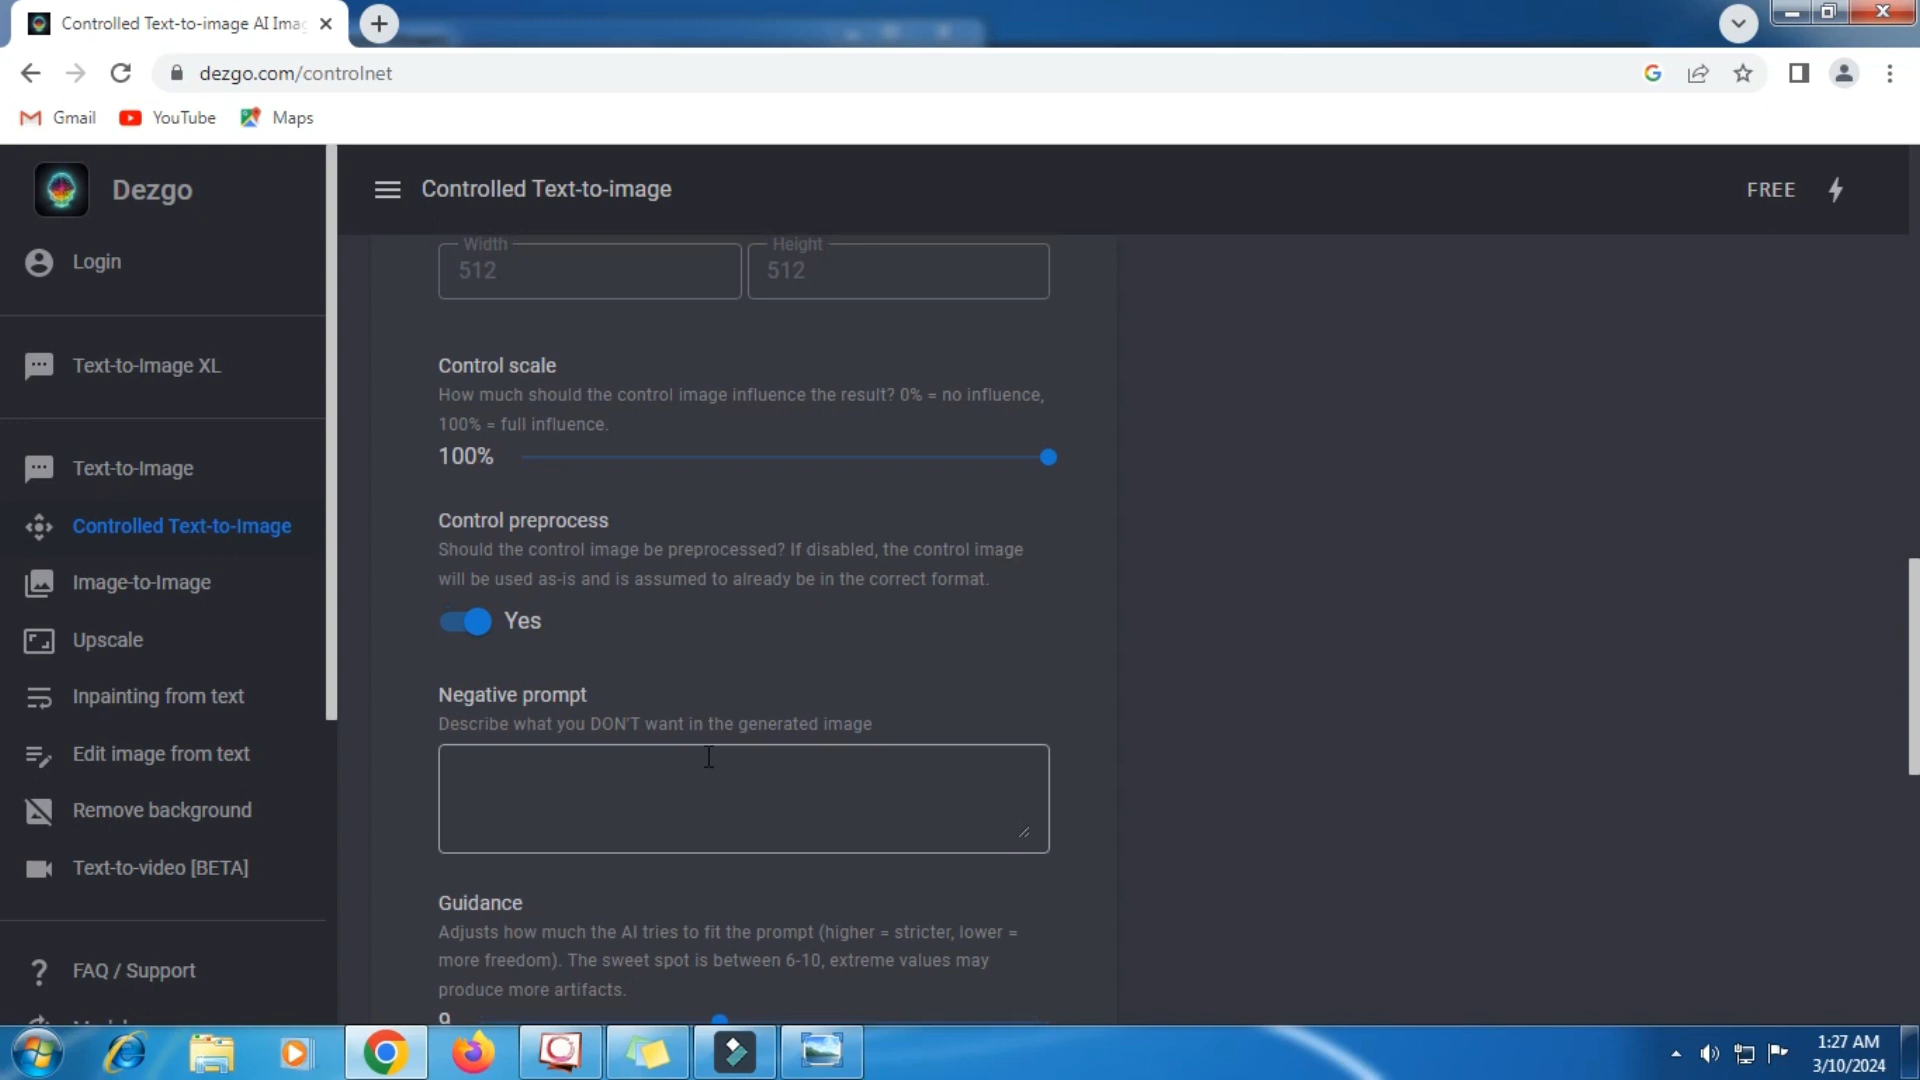 Controlled Text-to-image AI Imag
dezgo.com/controlnet
Gmail
YouTube
Maps
Dezgo
Controlled Text-to-image
FREE
Login
Text-to-Image XL
Text-to-Image
Controlled Text-to-Image
Image-to-Image
Upscale
Inpainting from text
Edit image from text
Remove background
Text-to-video [BETA]
FAQ / Support
Width
512
Height
512
Control scale
How much should the control image influence the result? 0% = no influence,
100% = full influence.
100%
Control preprocess
Should the control image be preprocessed? If disabled, the control image
will be used as-is and is assumed to already be in the correct format.
Yes
Negative prompt
Describe what you DON'T want in the generated image
Guidance
Adjusts how much the AI tries to fit the prompt (higher = stricter, lower =
more freedom). The sweet spot is between 6-10, extreme values may
produce more artifacts.
1:27 AM
3/10/2024